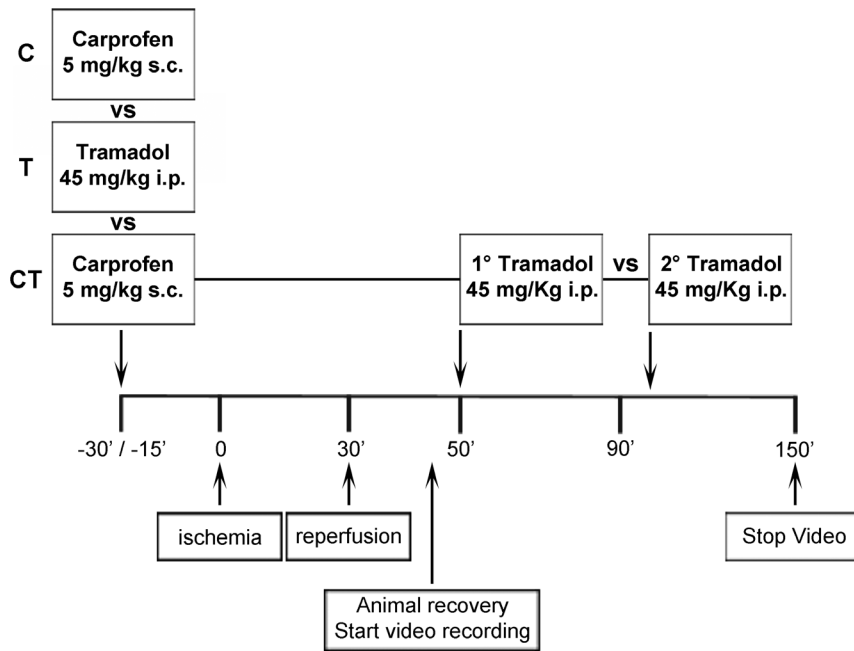 C
Carprofen
5 mg/kg s.c.
vs
T
Tramadol
45 mg/kg i.p.
vs
CT
Carprofen
5 mg/kg s.c.
1° Tramadol
45 mg/Kg i.p.
vs
2° Tramadol
45 mg/Kg i.p.
-30' / -15'
0
30'
50'
90'
150'
ischemia
reperfusion
Stop Video
Animal recovery
Start video recording